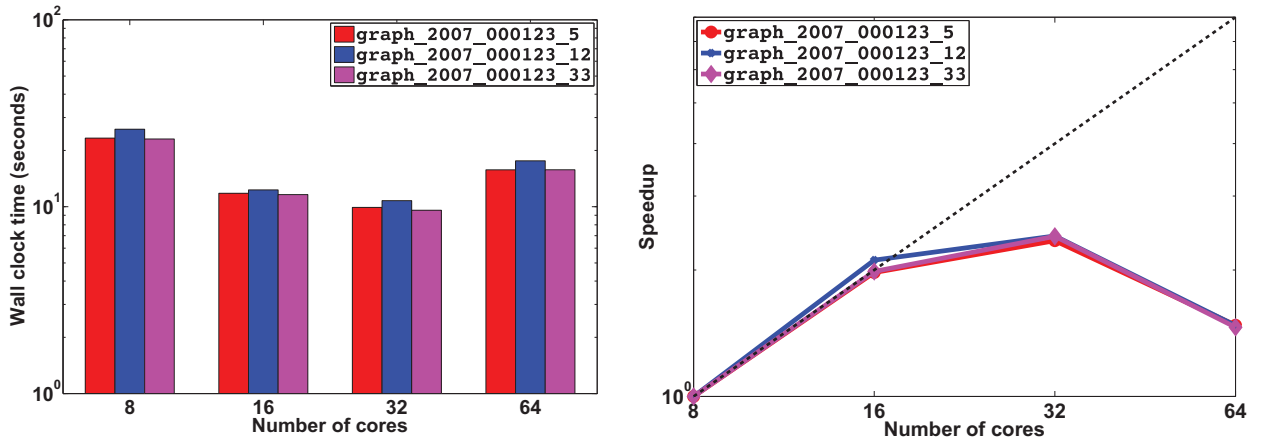 10^2
graph_2007_000123_5
graph_2007_000123_12
graph_2007_000123_33
10^1
10^0
Wall clock time (seconds)
8 16 32 64
Number of cores
graph_2007_000123_5
graph_2007_000123_12
graph_2007_000123_33
Speedup
10^0
8 16 32 64
Number of cores